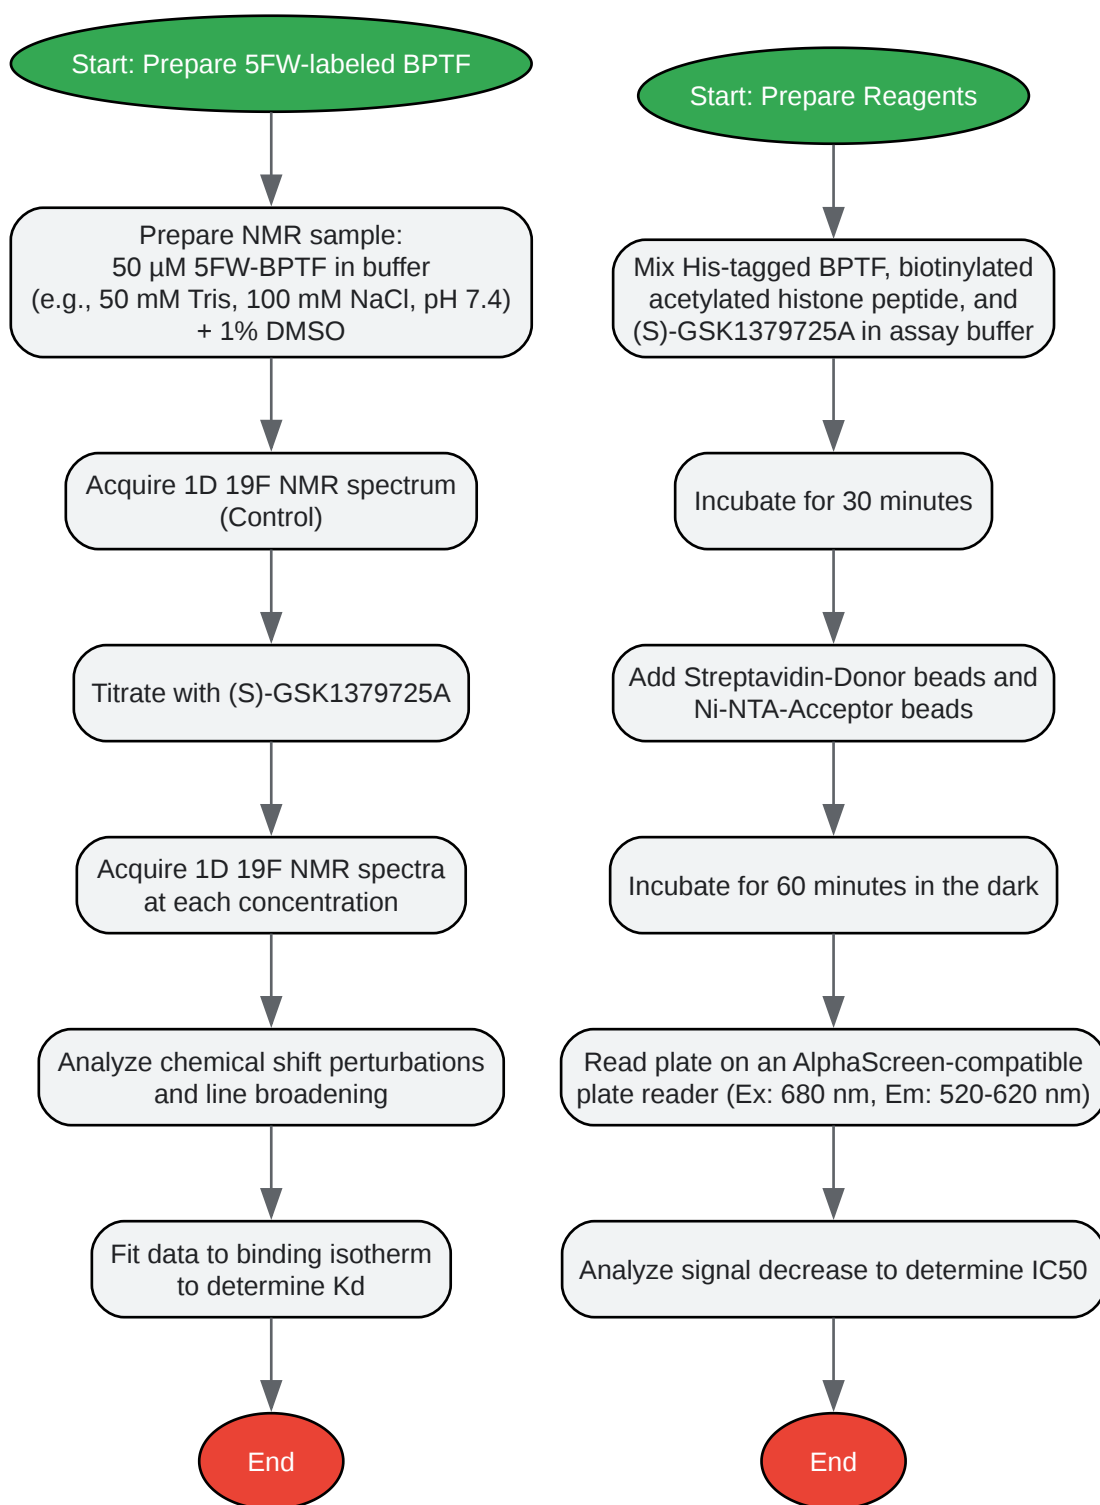 Start: Prepare 5FW-labeled BPTF
Prepare NMR sample:
50 µM 5FW-BPTF in buffer
(e.g., 50 mM Tris, 100 mM NaCl, pH 7.4)
+ 1% DMSO
Acquire 1D 19F NMR spectrum
(Control)
Titrate with (S)-GSK1379725A
Acquire 1D 19F NMR spectra
at each concentration
Analyze chemical shift perturbations
and line broadening
Fit data to binding isotherm
to determine Kd
End
Start: Prepare Reagents
Mix His-tagged BPTF, biotinylated
acetylated histone peptide, and
(S)-GSK1379725A in assay buffer
Incubate for 30 minutes
Add Streptavidin-Donor beads and
Ni-NTA-Acceptor beads
Incubate for 60 minutes in the dark
Read plate on an AlphaScreen-compatible
plate reader (Ex: 680 nm, Em: 520-620 nm)
Analyze signal decrease to determine IC50
End